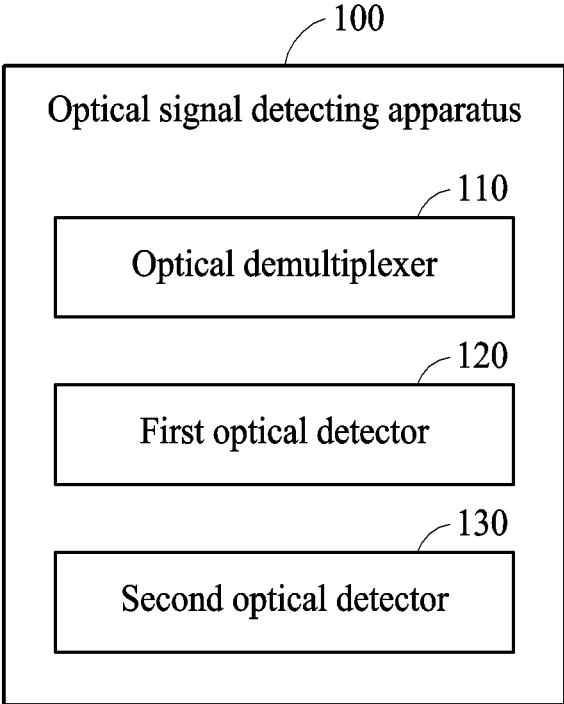 100
Optical signal detecting apparatus
110
Optical demultiplexer
120
First optical detector
130
Second optical detector